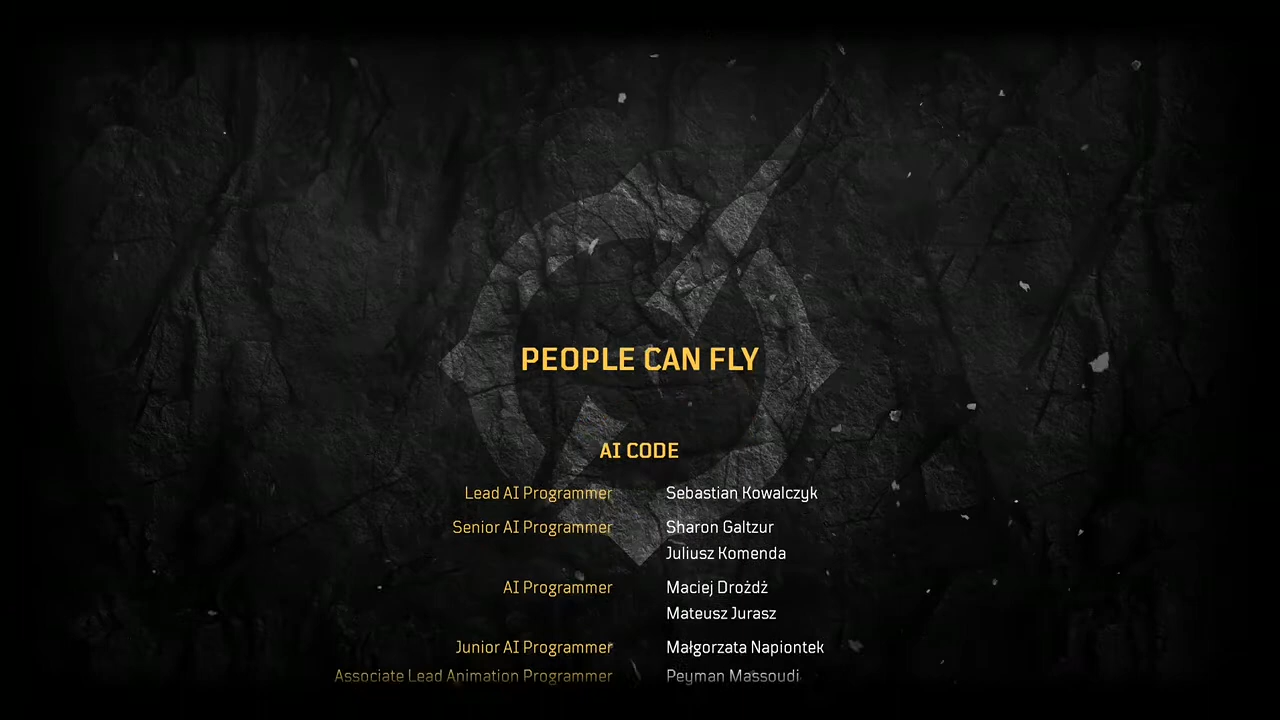 PEOPLE CAN FLY
AI CODE
Lead AI Programmer Sebastian Kowalczyk
Senior AI Programmer Sharon Galtzur
Juliusz Komenda
AI Programmer Maciej Drożdż
Mateusz Jurasz
Junior AI Programmer Małgorzata Napiontek
Associate Lead Animation Programmer Peyman Massoudi